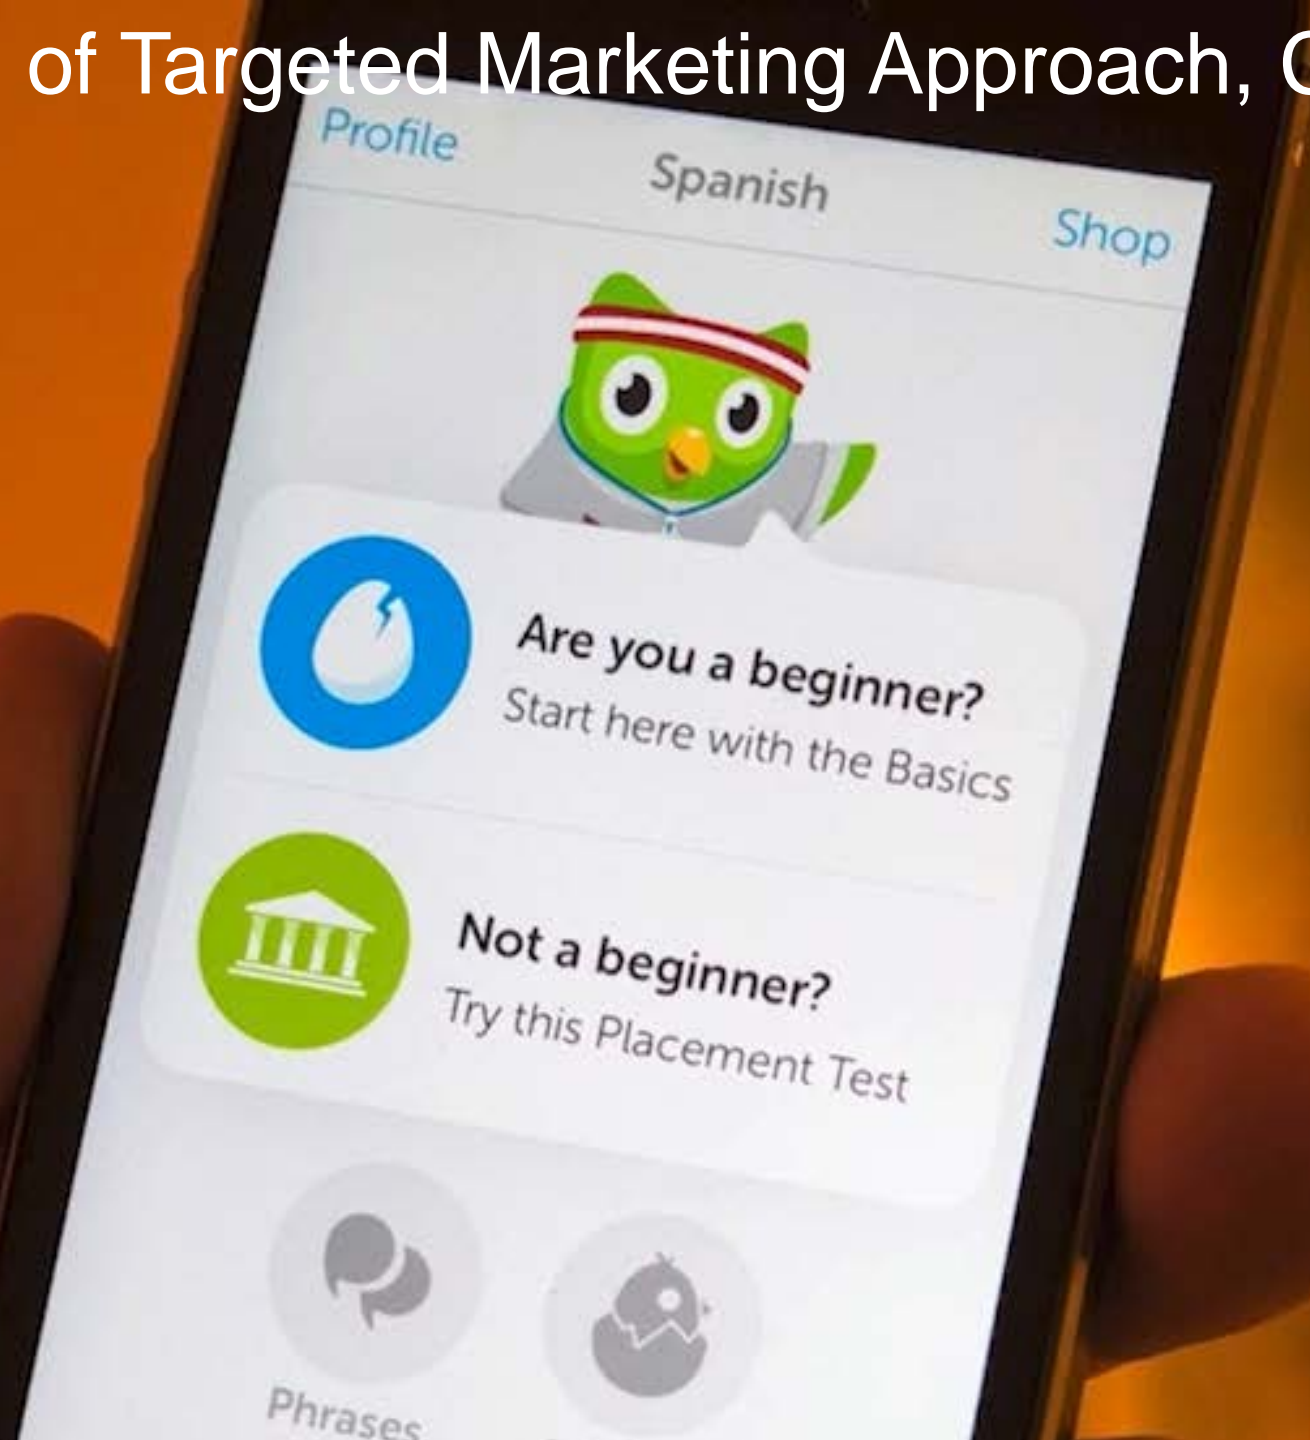 of Targeted Marketing Approach,
Profile
Spanish
Shop
Are you a beginner?
Start here with the Basics
Not a beginner?
Try this Placement Test
Phrases